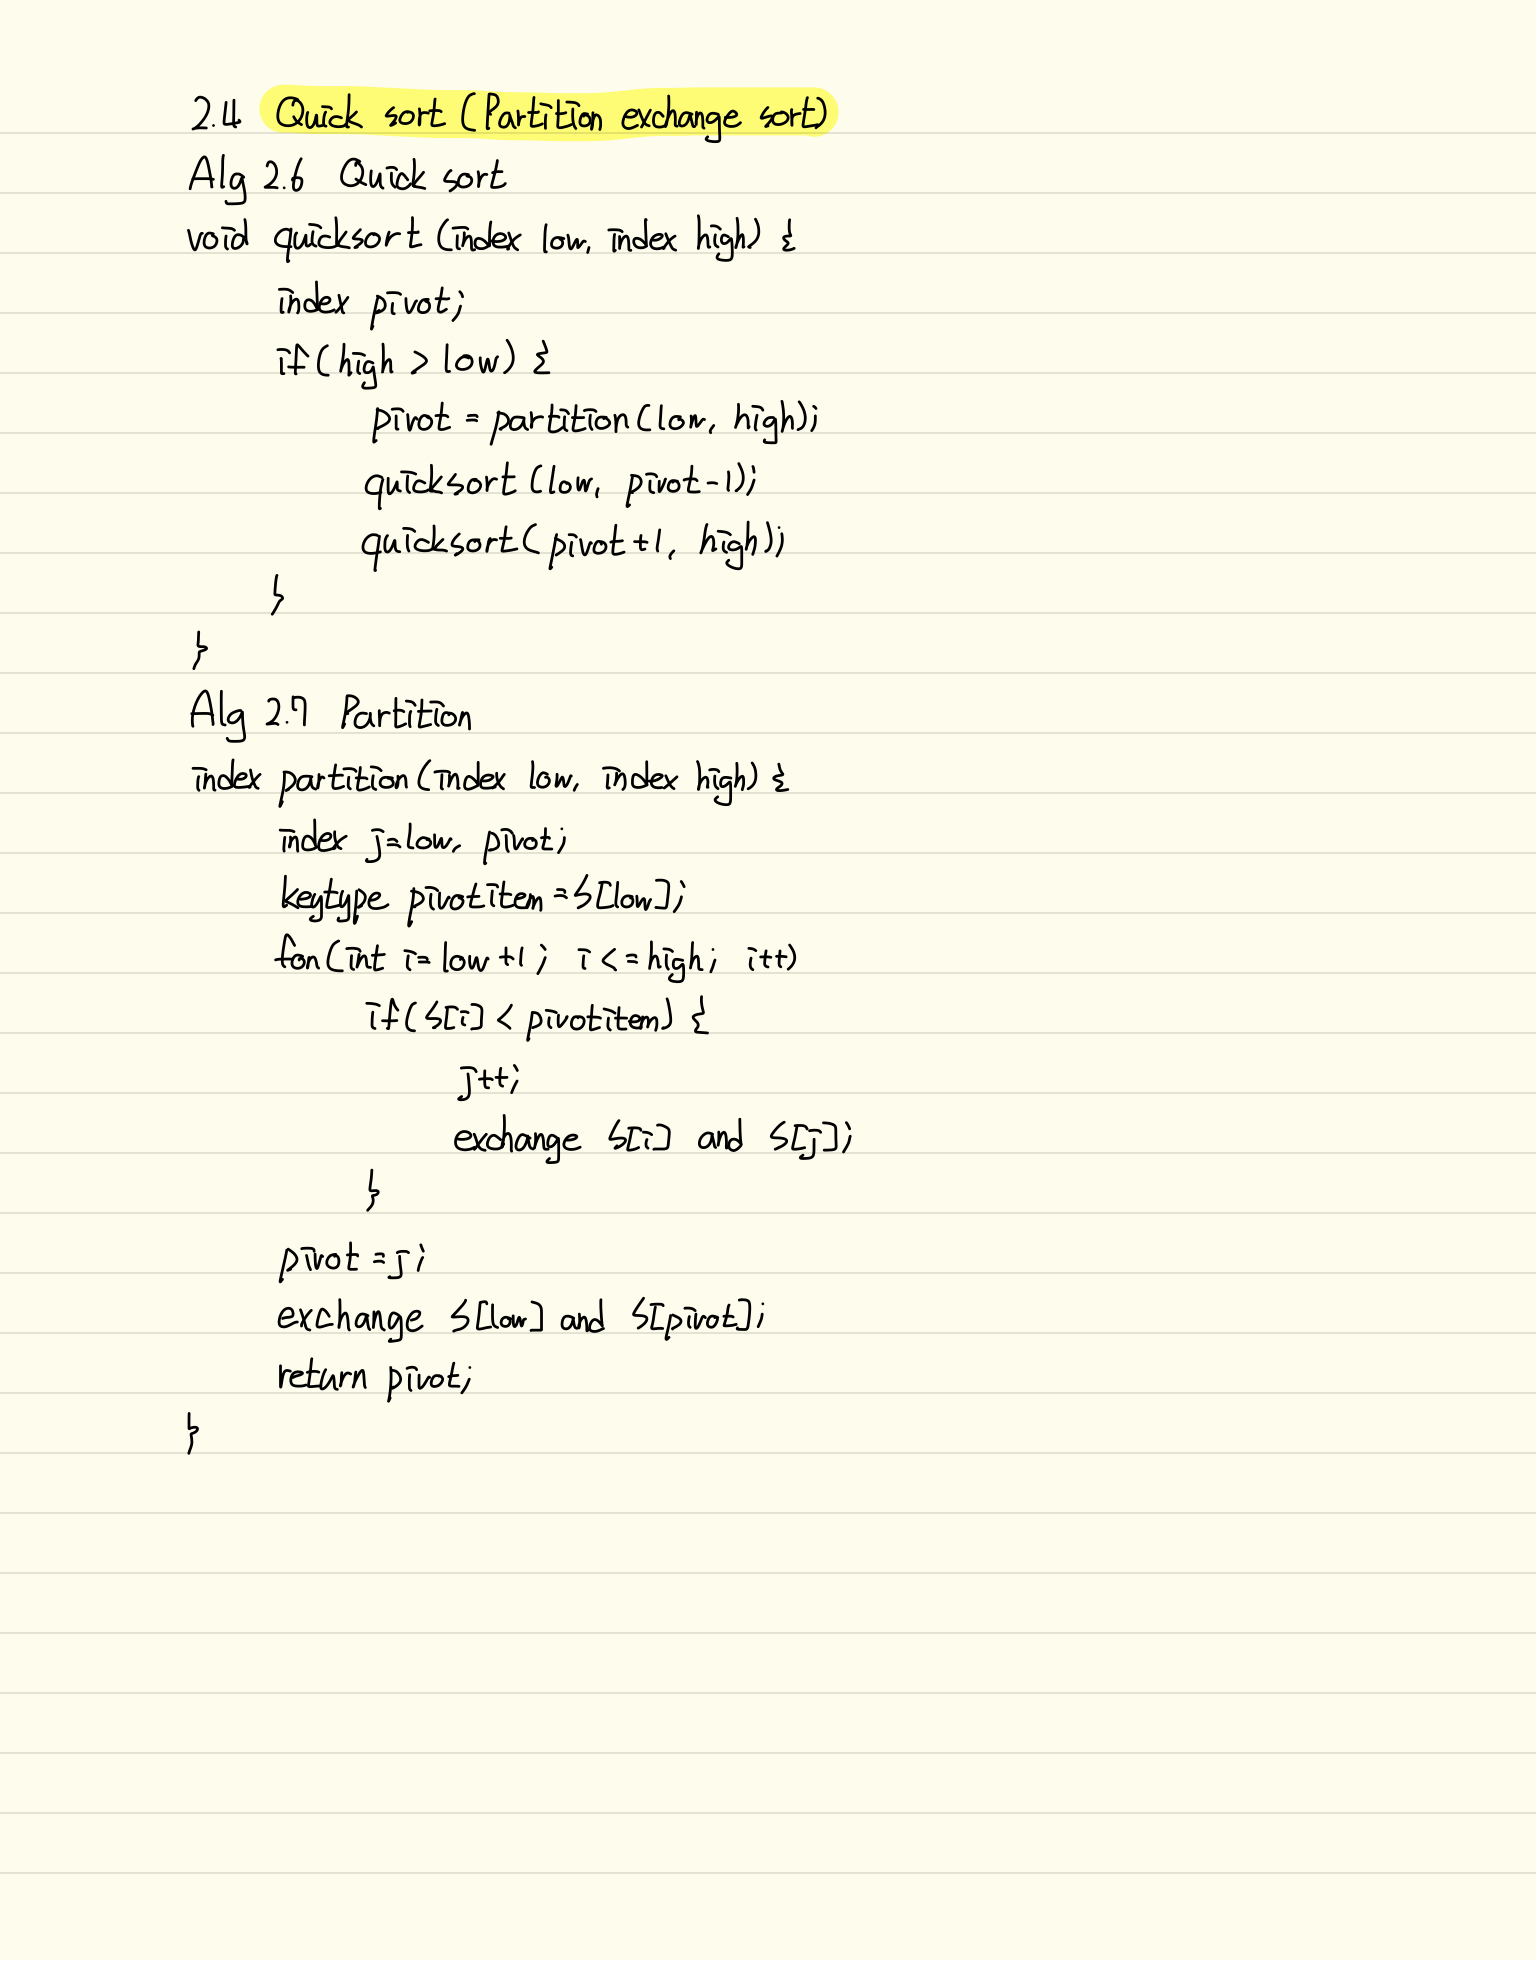 2.4 Quick sort (Partition exchange sort)
Alg 2.6 Quick sort
void quicksort (index low, index high) {
index pivot;
if (high > low) {
pivot = partition (low, high);
quicksort (low, pivot-1);
quicksort (pivot+1, high);
}
}
Alg 2.7 Partition
index partition (index low, index high) {
index j=low, pivot;
keytype pivotitem = S[low];
for (int i= low +1; i <= high; i++)
if (S[i] < pivotitem) {
j++;
exchange S[i] and S[j];
}
pivot = j;
exchange S[low] and S[pivot];
return pivot;
}